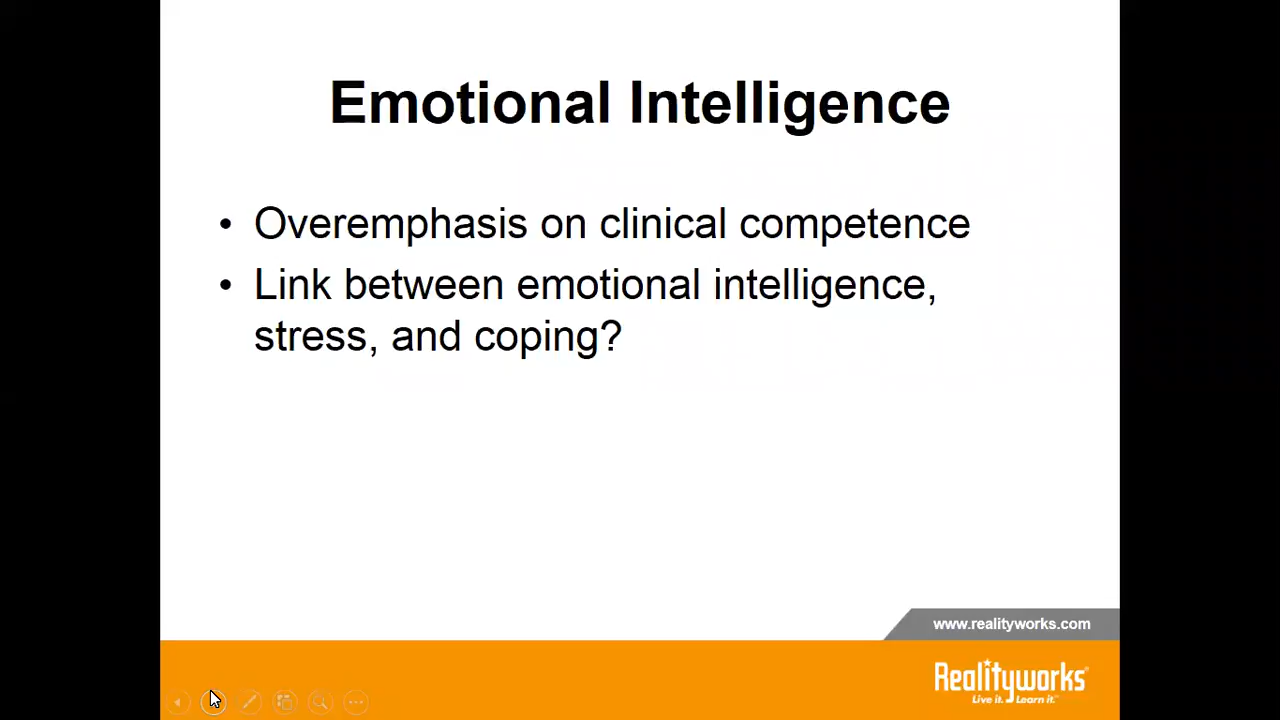 Emotional Intelligence
• Overemphasis on clinical competence
• Link between emotional intelligence,
stress, and coping?
www.realityworks.com
Realityworks®
Live it. Learn it.™